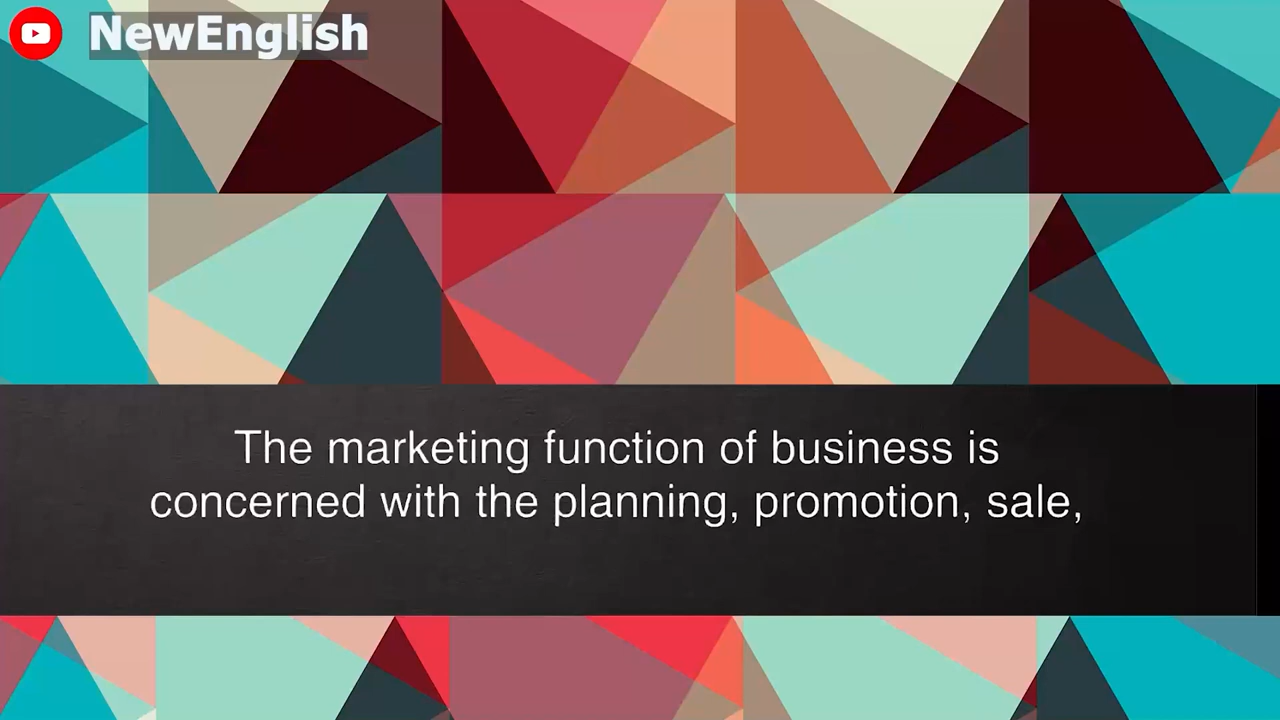 NewEnglish
The marketing function of business is
concerned with the planning, promotion, sale,